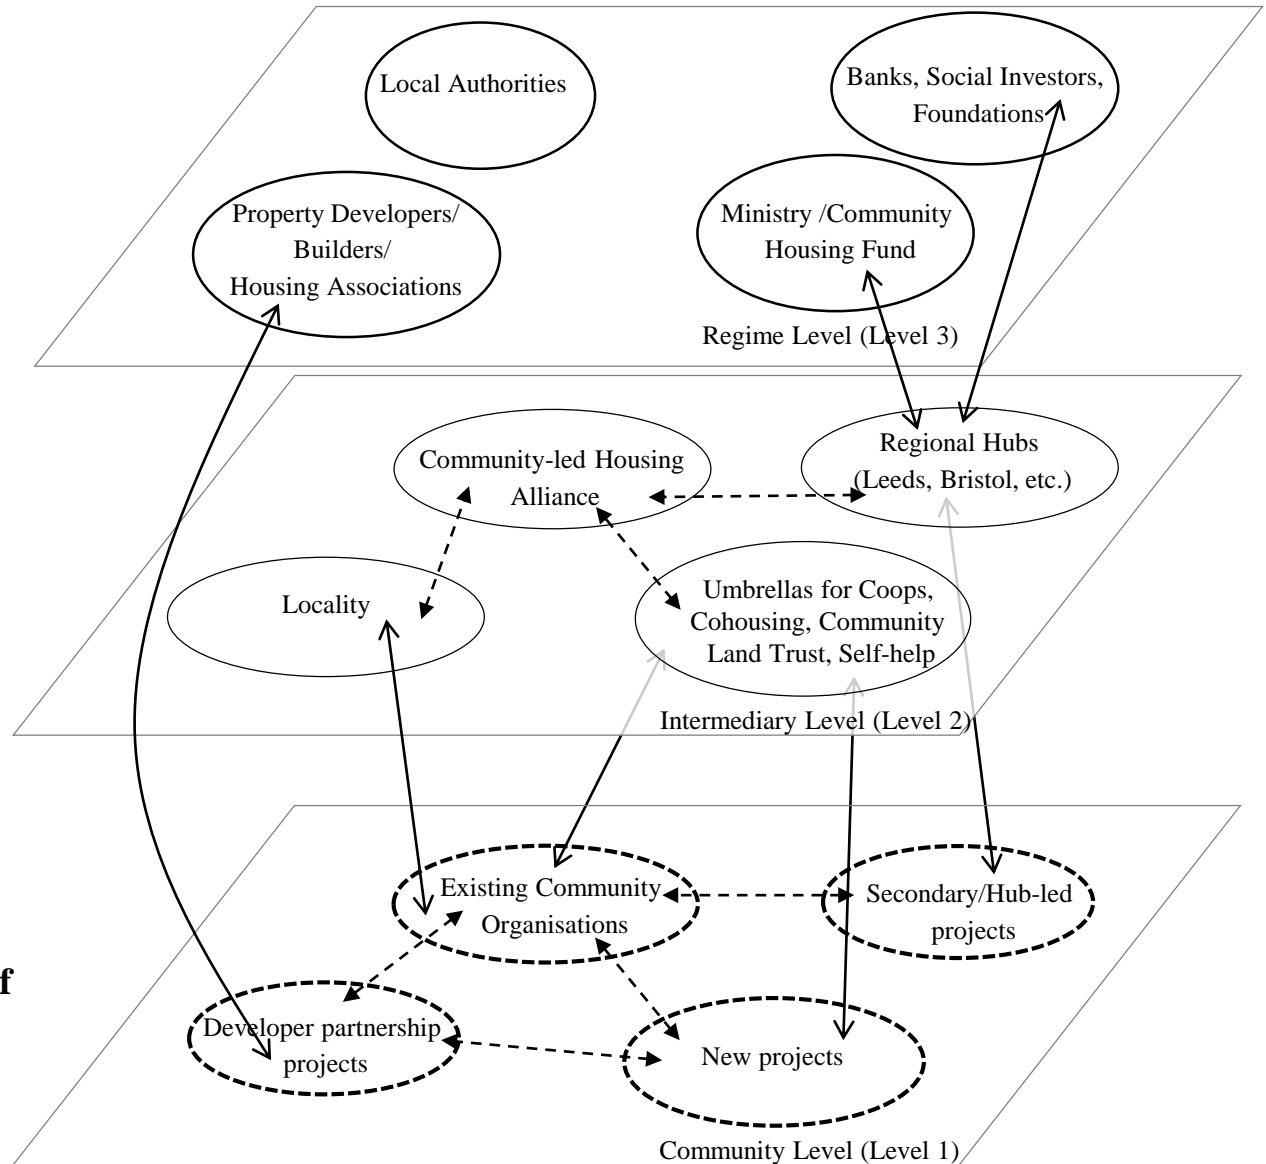 Local Authorities
Banks, Social Investors,
Foundations
Property Developers/
Builders/
Housing Associations
Ministry /Community
Housing Fund
Regime Level (Level 3)
Community-led Housing
Alliance
Regional Hubs
(Leeds, Bristol, etc.)
Locality
Umbrellas for Coops,
Cohousing, Community
Land Trust, Self-help
Intermediary Level (Level 2)
Existing Community
Organisations
Secondary/Hub-led
projects
f
Developer partnership
projects
New projects
Community Level (Level 1)